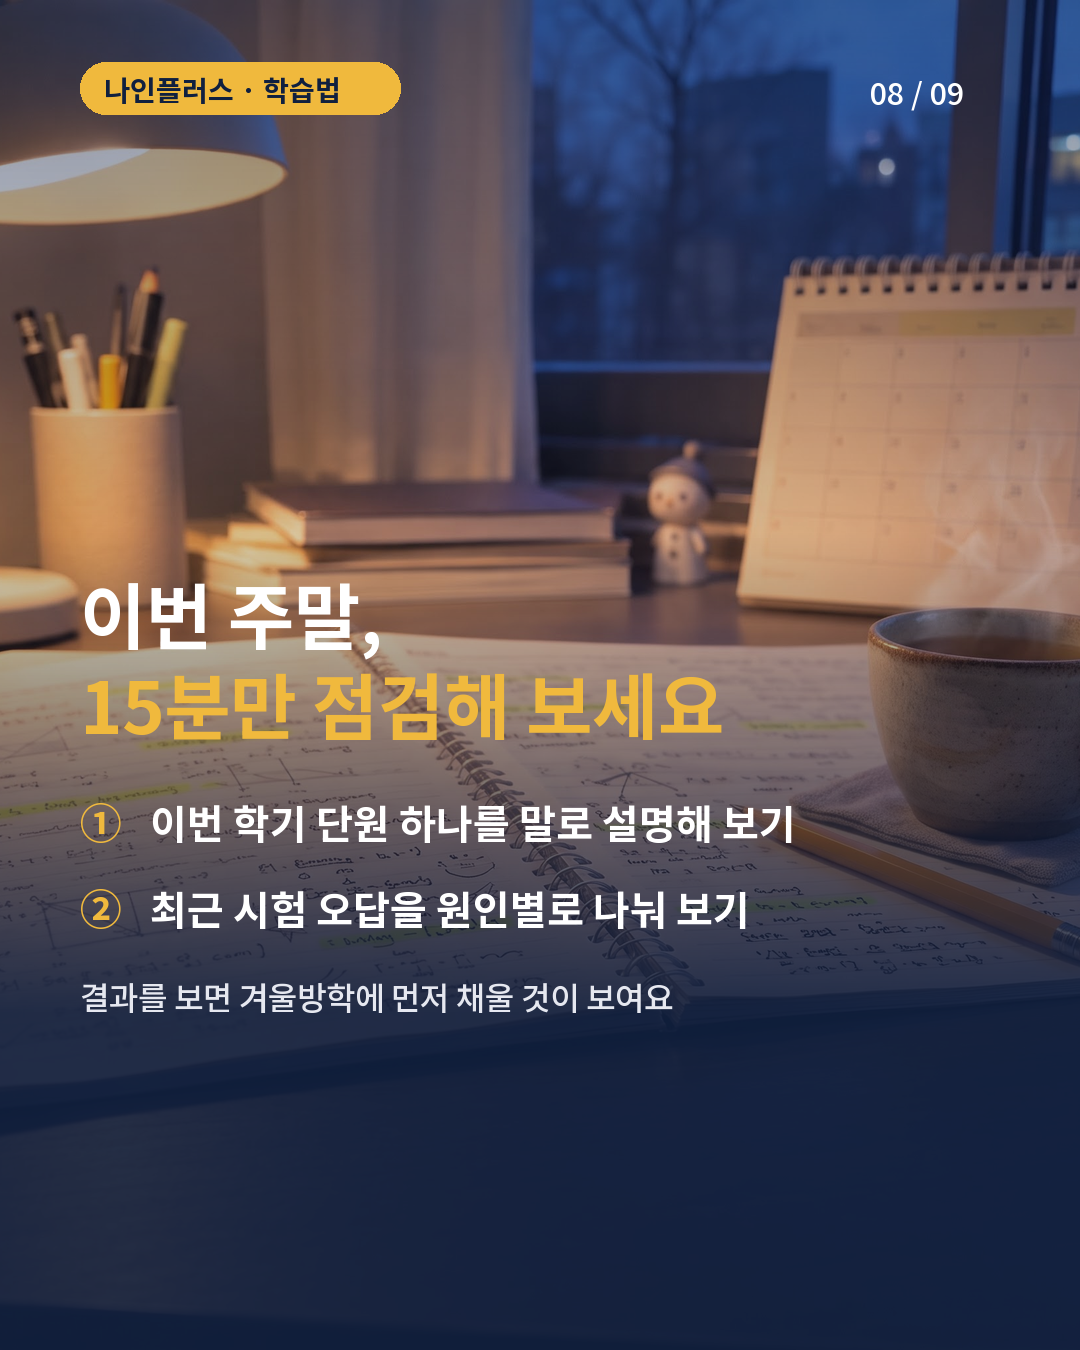 나인플러스 · 학습법
08 / 09
이번 주말,
15분만 점검해 보세요
① 이번 학기 단원 하나를 말로 설명해 보기
② 최근 시험 오답을 원인별로 나눠 보기
결과를 보면 겨울방학에 먼저 채울 것이 보여요